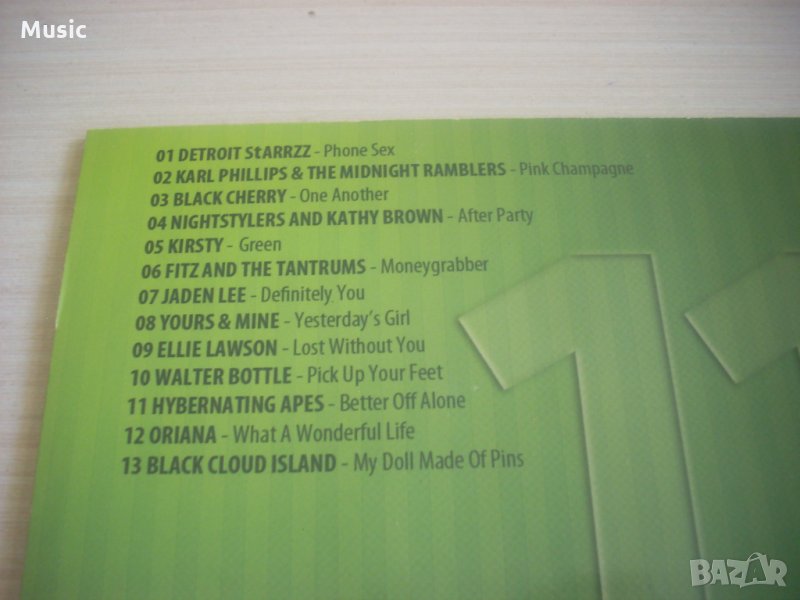 Music
01 DETROIT StARRZZ - Phone Sex
02 KARL PHILLIPS & THE MIDNIGHT RAMBLERS - Pink Champagne
03 BLACK CHERRY - One Another
04 NIGHTSTYLERS AND KATHY BROWN - After Party
05 KIRSTY - Green
06 FITZ AND THE TANTRUMS - Moneygrabber
07 JADEN LEE - Definitely You
08 YOURS & MINE - Yesterday's Girl
09 ELLIE LAWSON - Lost Without You
10 WALTER BOTTLE - Pick Up Your Feet
11 HYBERNATING APES - Better Off Alone
12 ORIANA - What A Wonderful Life
13 BLACK CLOUD ISLAND - My Doll Made Of Pins
11
BAZAR